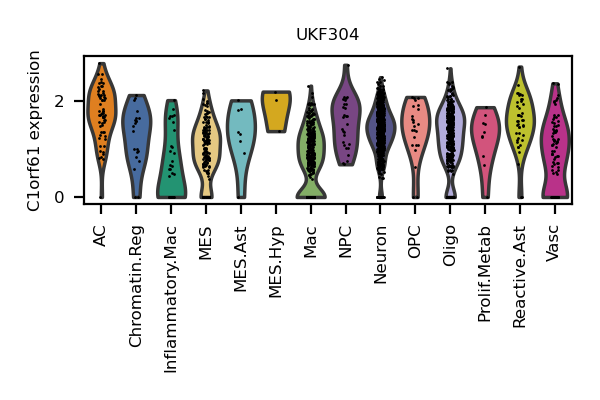 UKF304
C1orf61 expression
2
0
AC
Chromatin.Reg
Inflammatory.Mac
MES
MES.Ast
MES.Hyp
Mac
NPC
Neuron
OPC
Oligo
Prolif.Metab
Reactive.Ast
Vasc